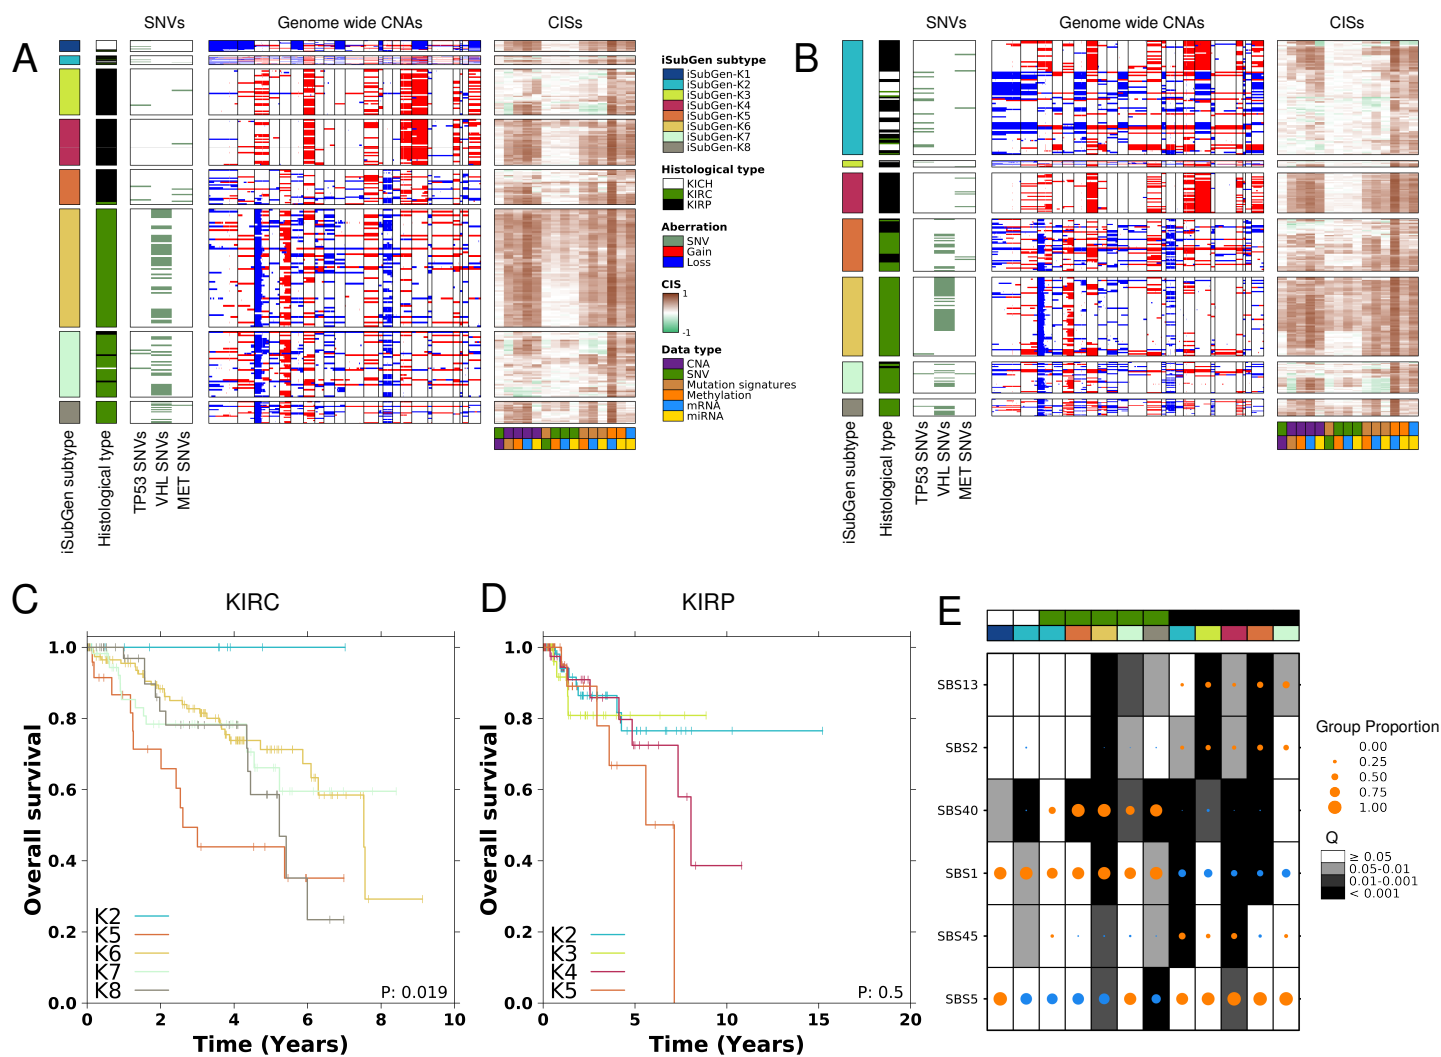 A
SNVs
Genome wide CNAs
CISs
iSubGen subtype
iSubGen-K1
iSubGen-K2
iSubGen-K3
iSubGen-K4
iSubGen-K5
iSubGen-K6
iSubGen-K7
iSubGen-K8
Histological type
KICH
KIRC
KIRP
Aberration
SNV
Gain
Loss
CIS
1
-1
Data type
CNA
SNV
Mutation signatures
Methylation
mRNA
miRNA
iSubGen subtype
Histological type
TP53 SNVs
VHL SNVs
MET SNVs
B
SNVs
Genome wide CNAs
CISs
iSubGen subtype
Histological type
TP53 SNVs
VHL SNVs
MET SNVs
C
KIRC
Overall survival
1.0
0.8
0.6
0.4
0.2
0.0
K2
K5
K6
K7
K8
P: 0.019
0 2 4 6 8 10
Time (Years)
D
KIRP
Overall survival
1.0
0.8
0.6
0.4
0.2
0.0
K2
K3
K4
K5
P: 0.5
0 5 10 15 20
Time (Years)
E
SBS13
SBS2
SBS40
SBS1
SBS45
SBS5
Group Proportion
0.00
0.25
0.50
0.75
1.00
Q
≥ 0.05
0.05-0.01
0.01-0.001
< 0.001